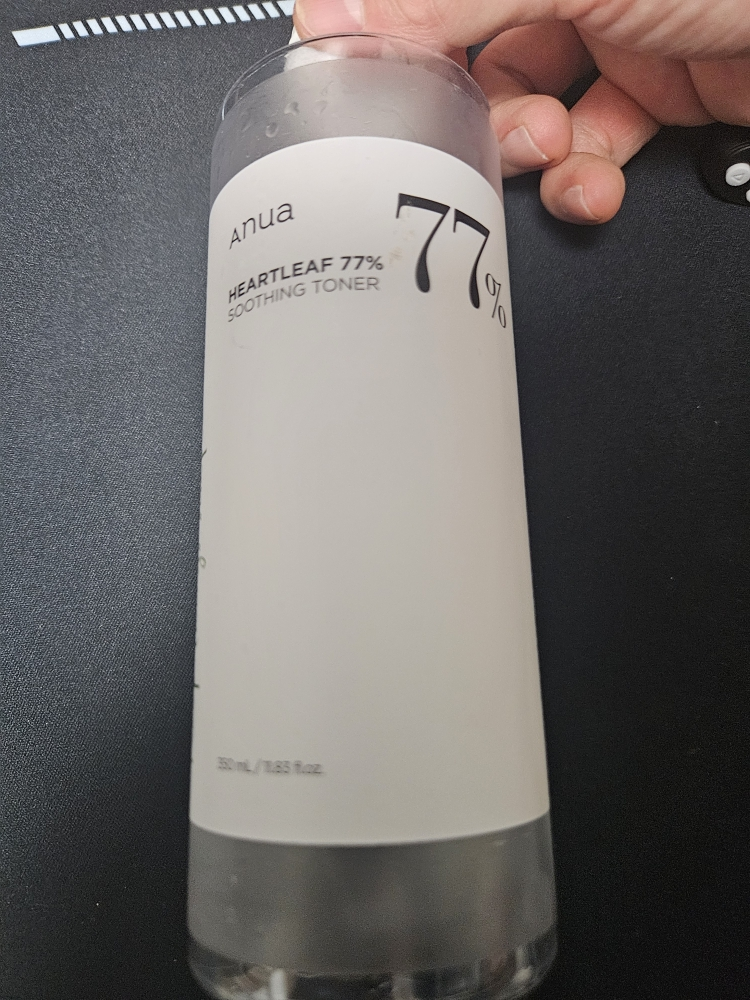 Anua
77%
HEARTLEAF 77%
SOOTHING TONER
350 mL / 11.83 fl.oz.